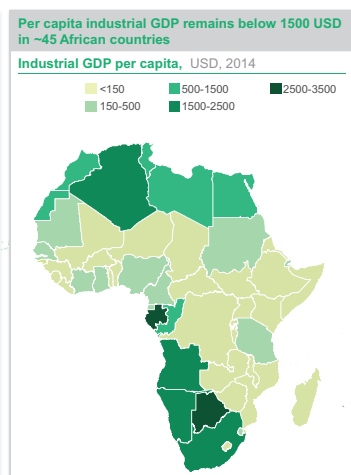 Per capita industrial GDP remains below 1500 USD
in ~45 African countries
Industrial GDP per capita, USD, 2014
<150 500-1500 2500-3500
150-500 1500-2500